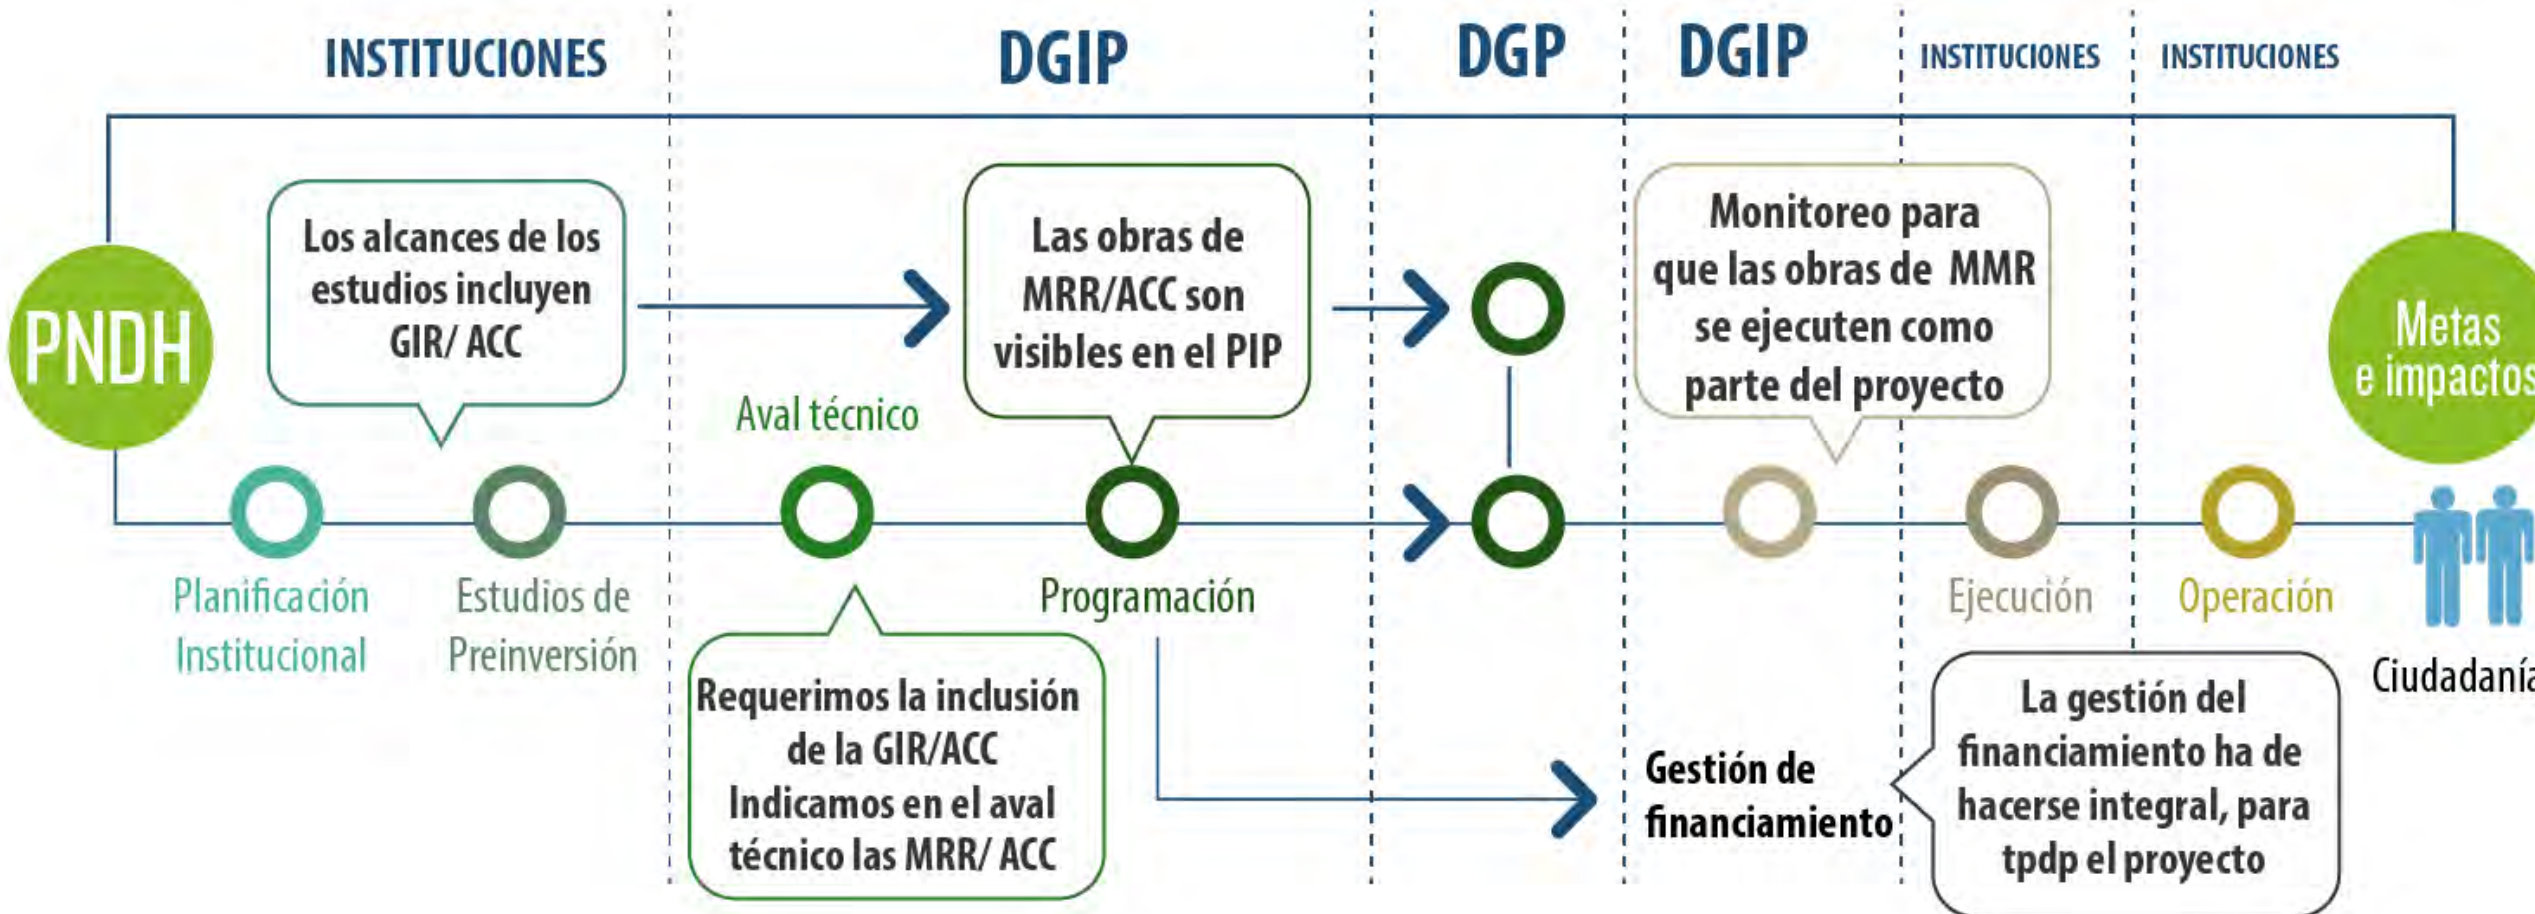 INSTITUCIONES
DGIP
DGP
DGIP
INSTITUCIONES
INSTITUCIONES
PNDH
Los alcances de los
estudios incluyen
GIR/ ACC
Las obras de
MRR/ACC son
visibles en el PIP
Monitoreo para
que las obras de MMR
se ejecuten como
parte del proyecto
Metas
e impactos
Aval técnico
Planificación
Institucional
Estudios de
Preinversión
Programación
Ejecución
Operación
Ciudadanía
Requerimos la inclusión
de la GIR/ACC
Indicamos en el aval
técnico las MRR/ ACC
Gestión de
financiamiento
La gestión del
financiamiento ha de
hacerse integral, para
tpdp el proyecto